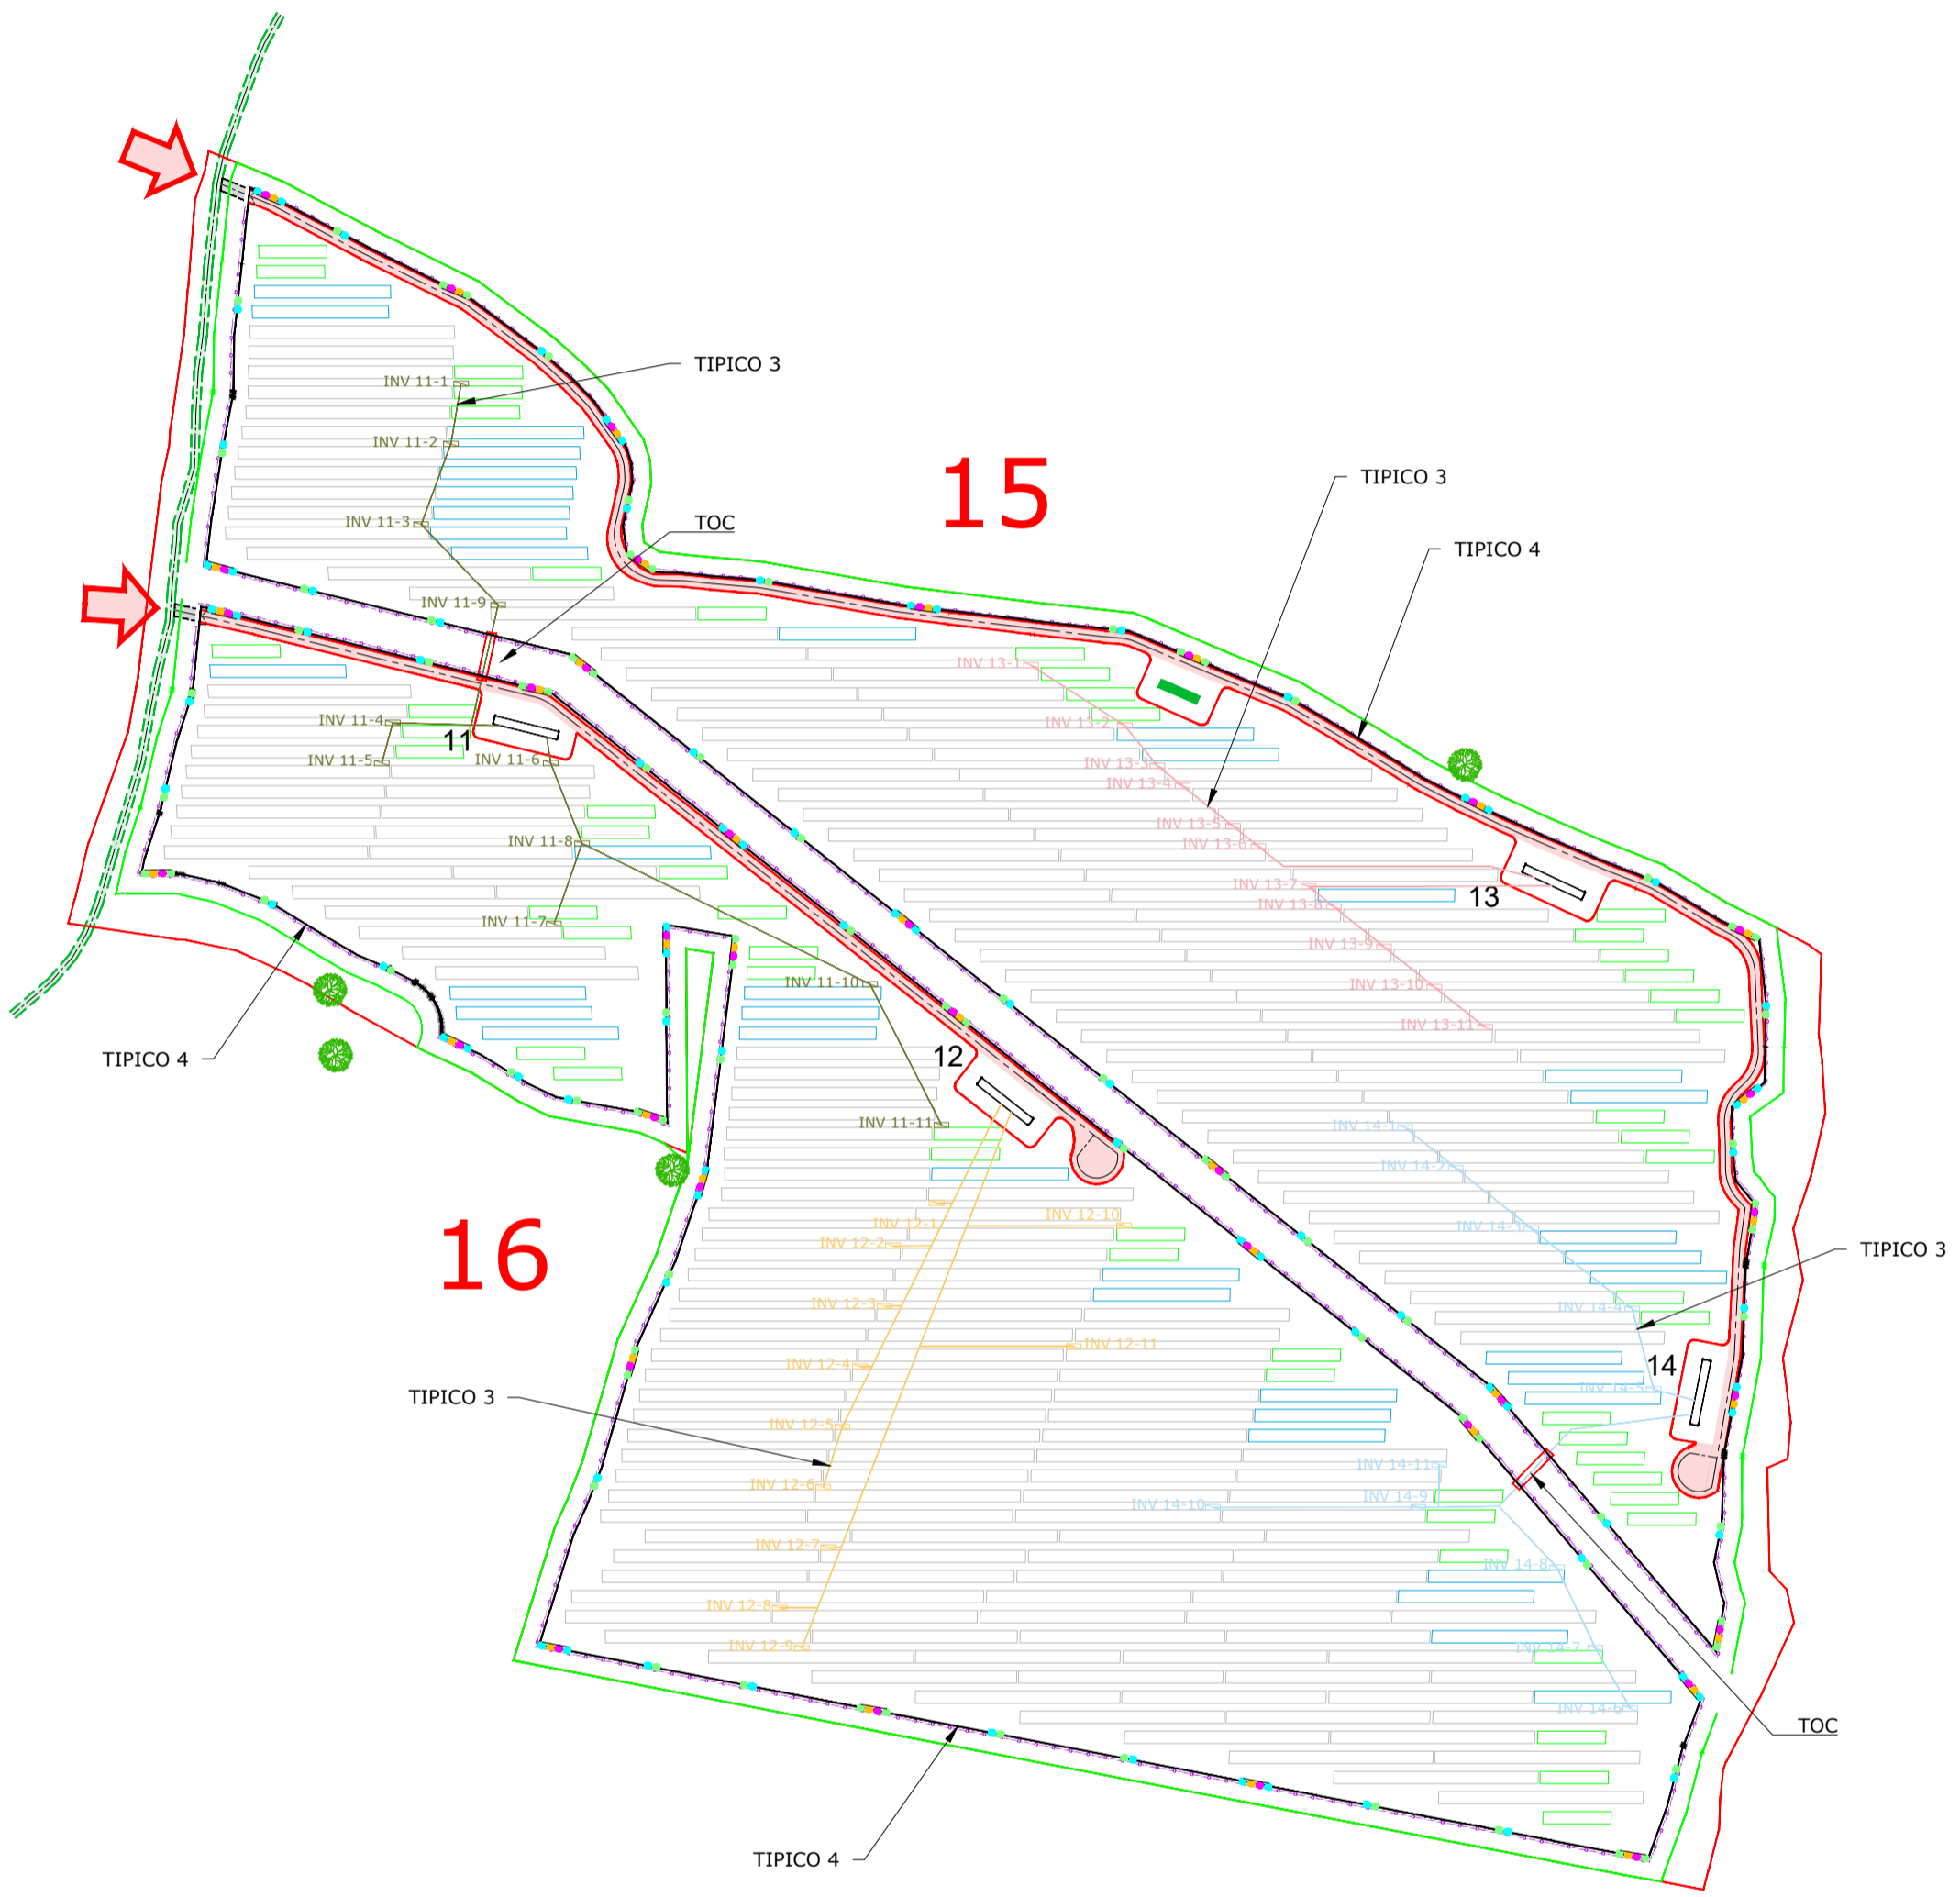 TIPICO 3
INV 11-1
INV 11-2
15
TIPICO 3
INV 11-3
TOC
TIPICO 4
INV 11-9
INV 13-1
INV 11-4
INV 13-2
11
INV 11-5
INV 11-6
INV 13-3
INV 13-4
INV 13-5
INV 11-8
INV 13-6
INV 13-7
13
INV 13-8
INV 11-7
INV 13-9
INV 11-10
INV 13-10
INV 13-11
12
TIPICO 4
INV 11-11
INV 14-1
INV 14-2
16
INV 12-10
INV 12-1
INV 14-3
INV 12-2
TIPICO 3
INV 12-3
INV 14-4
INV 12-11
INV 12-4
14
INV 14-5
TIPICO 3
INV 12-5
INV 14-11
INV 12-6
INV 14-9
INV 14-10
INV 12-7
INV 14-8
INV 12-8
INV 12-9
INV 14-7
INV 14-6
TOC
TIPICO 4